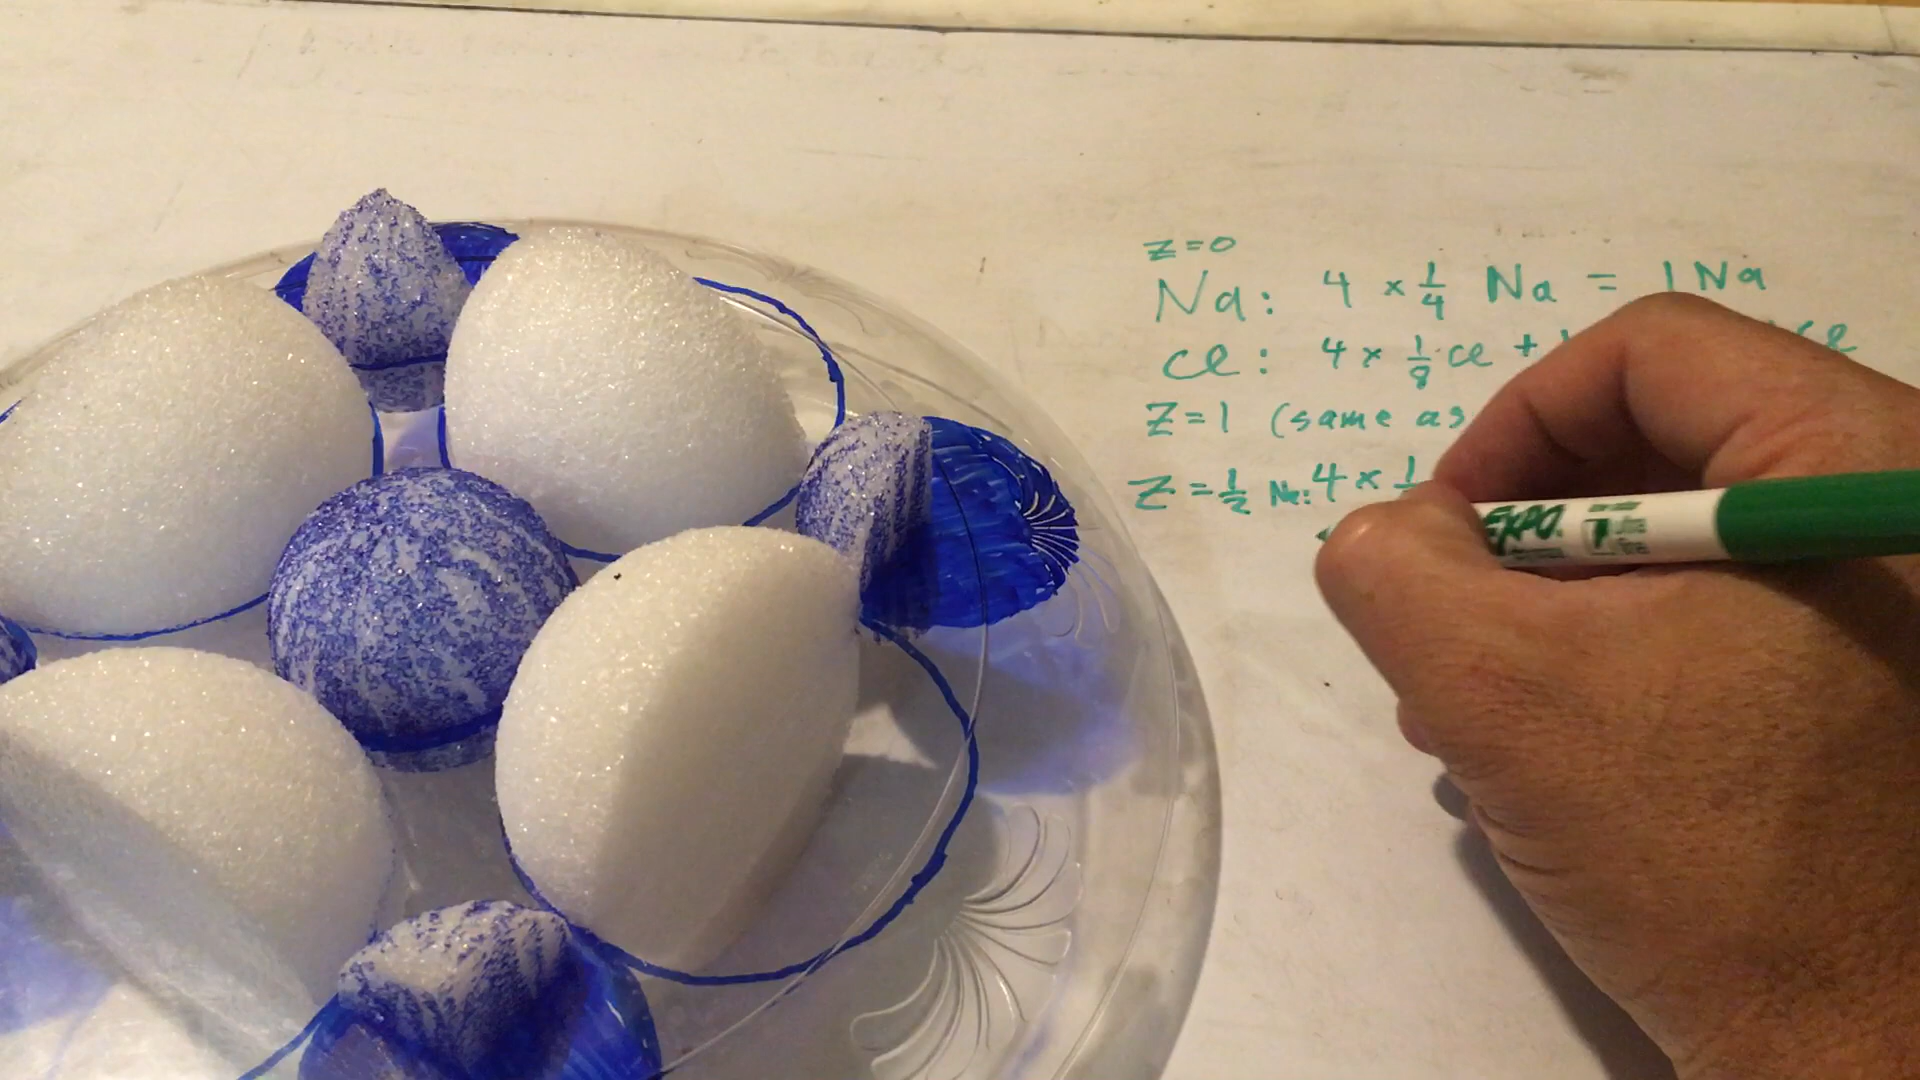 z=0
Na: 4 × 1/4 Na = 1 Na
Cl: 4 × 1/8 Cl +
z=1 (same as
z=1/2 Na: 4 ×
EXPO